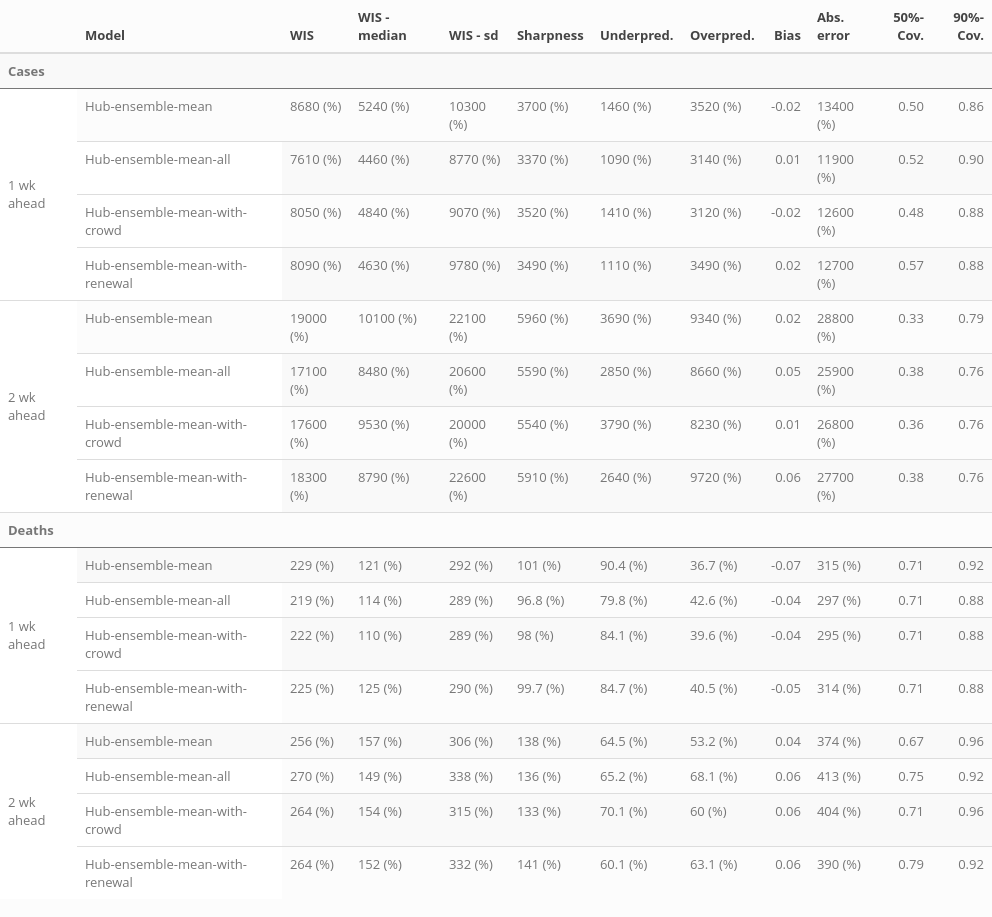 Model WIS WIS - median WIS - sd Sharpness Underpred. Overpred. Bias Abs. error 50%-Cov. 90%-Cov.
Cases
1 wk ahead
Hub-ensemble-mean 8680 (%) 5240 (%) 10300 (%) 3700 (%) 1460 (%) 3520 (%) -0.02 13400 (%) 0.50 0.86
Hub-ensemble-mean-all 7610 (%) 4460 (%) 8770 (%) 3370 (%) 1090 (%) 3140 (%) 0.01 11900 (%) 0.52 0.90
Hub-ensemble-mean-with-crowd 8050 (%) 4840 (%) 9070 (%) 3520 (%) 1410 (%) 3120 (%) -0.02 12600 (%) 0.48 0.88
Hub-ensemble-mean-with-renewal 8090 (%) 4630 (%) 9780 (%) 3490 (%) 1110 (%) 3490 (%) 0.02 12700 (%) 0.57 0.88
2 wk ahead
Hub-ensemble-mean 19000 (%) 10100 (%) 22100 (%) 5960 (%) 3690 (%) 9340 (%) 0.02 28800 (%) 0.33 0.79
Hub-ensemble-mean-all 17100 (%) 8480 (%) 20600 (%) 5590 (%) 2850 (%) 8660 (%) 0.05 25900 (%) 0.38 0.76
Hub-ensemble-mean-with-crowd 17600 (%) 9530 (%) 20000 (%) 5540 (%) 3790 (%) 8230 (%) 0.01 26800 (%) 0.36 0.76
Hub-ensemble-mean-with-renewal 18300 (%) 8790 (%) 22600 (%) 5910 (%) 2640 (%) 9720 (%) 0.06 27700 (%) 0.38 0.76
Deaths
1 wk ahead
Hub-ensemble-mean 229 (%) 121 (%) 292 (%) 101 (%) 90.4 (%) 36.7 (%) -0.07 315 (%) 0.71 0.92
Hub-ensemble-mean-all 219 (%) 114 (%) 289 (%) 96.8 (%) 79.8 (%) 42.6 (%) -0.04 297 (%) 0.71 0.88
Hub-ensemble-mean-with-crowd 222 (%) 110 (%) 289 (%) 98 (%) 84.1 (%) 39.6 (%) -0.04 295 (%) 0.71 0.88
Hub-ensemble-mean-with-renewal 225 (%) 125 (%) 290 (%) 99.7 (%) 84.7 (%) 40.5 (%) -0.05 314 (%) 0.71 0.88
2 wk ahead
Hub-ensemble-mean 256 (%) 157 (%) 306 (%) 138 (%) 64.5 (%) 53.2 (%) 0.04 374 (%) 0.67 0.96
Hub-ensemble-mean-all 270 (%) 149 (%) 338 (%) 136 (%) 65.2 (%) 68.1 (%) 0.06 413 (%) 0.75 0.92
Hub-ensemble-mean-with-crowd 264 (%) 154 (%) 315 (%) 133 (%) 70.1 (%) 60 (%) 0.06 404 (%) 0.71 0.96
Hub-ensemble-mean-with-renewal 264 (%) 152 (%) 332 (%) 141 (%) 60.1 (%) 63.1 (%) 0.06 390 (%) 0.79 0.92